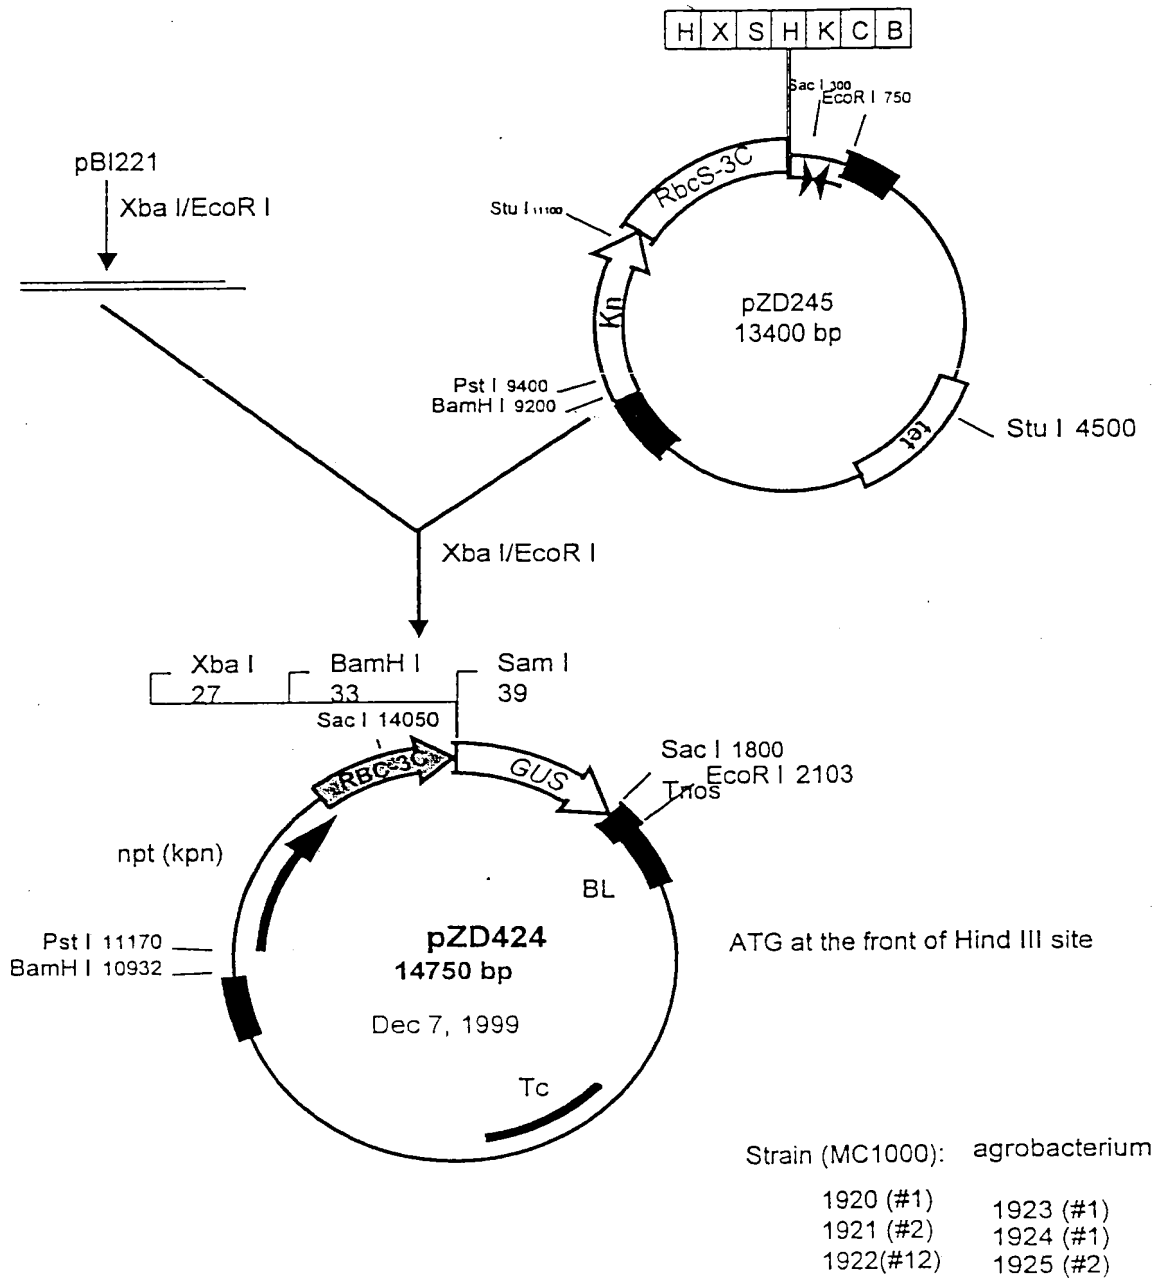 H X S H K C B
Sac I 300
EcoR I 750
pBI221
Xba I/EcoR I
RbcS-3C
Stu I 11100
Kn
pZD245
13400 bp
Pst I 9400
BamH I 9200
tet
Stu I 4500
Xba I/EcoR I
Xba I
27
BamH I
33
Sam I
39
Sac I 14050
RBC-3C
GUS
Sac I 1800
EcoR I 2103
Tnos
npt (kpn)
BL
Pst I 11170
BamH I 10932
pZD424
14750 bp
Dec 7, 1999
ATG at the front of Hind III site
Tc
Strain (MC1000): agrobacterium
1920 (#1) 1923 (#1)
1921 (#2) 1924 (#1)
1922(#12) 1925 (#2)